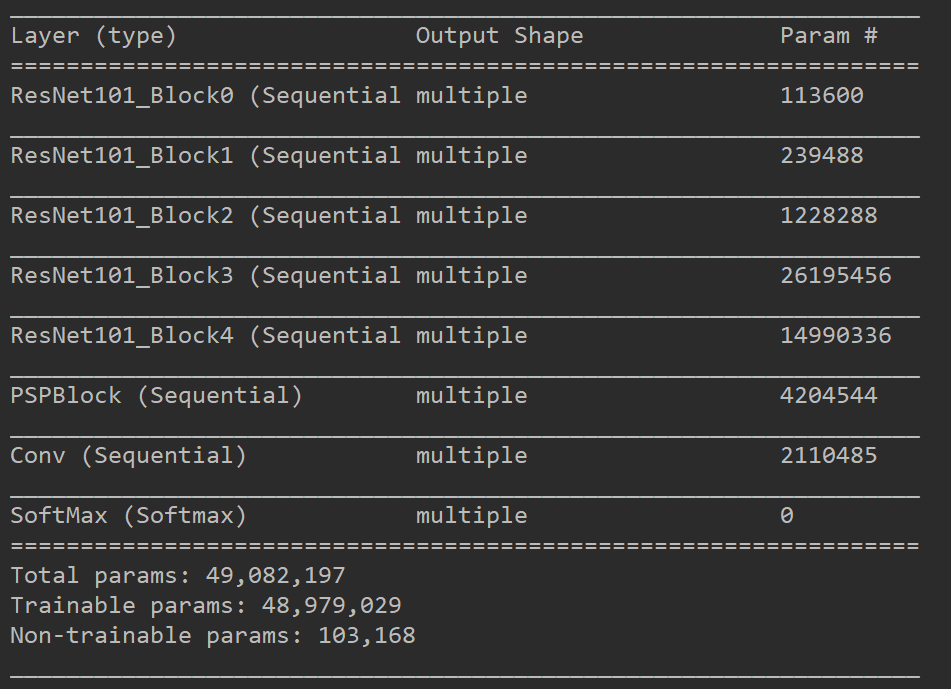 Layer (type) Output Shape Param #
=================================================================
ResNet101_Block0 (Sequential multiple 113600
ResNet101_Block1 (Sequential multiple 239488
ResNet101_Block2 (Sequential multiple 1228288
ResNet101_Block3 (Sequential multiple 26195456
ResNet101_Block4 (Sequential multiple 14990336
PSPBlock (Sequential) multiple 4204544
Conv (Sequential) multiple 2110485
SoftMax (Softmax) multiple 0
=================================================================
Total params: 49,082,197
Trainable params: 48,979,029
Non-trainable params: 103,168